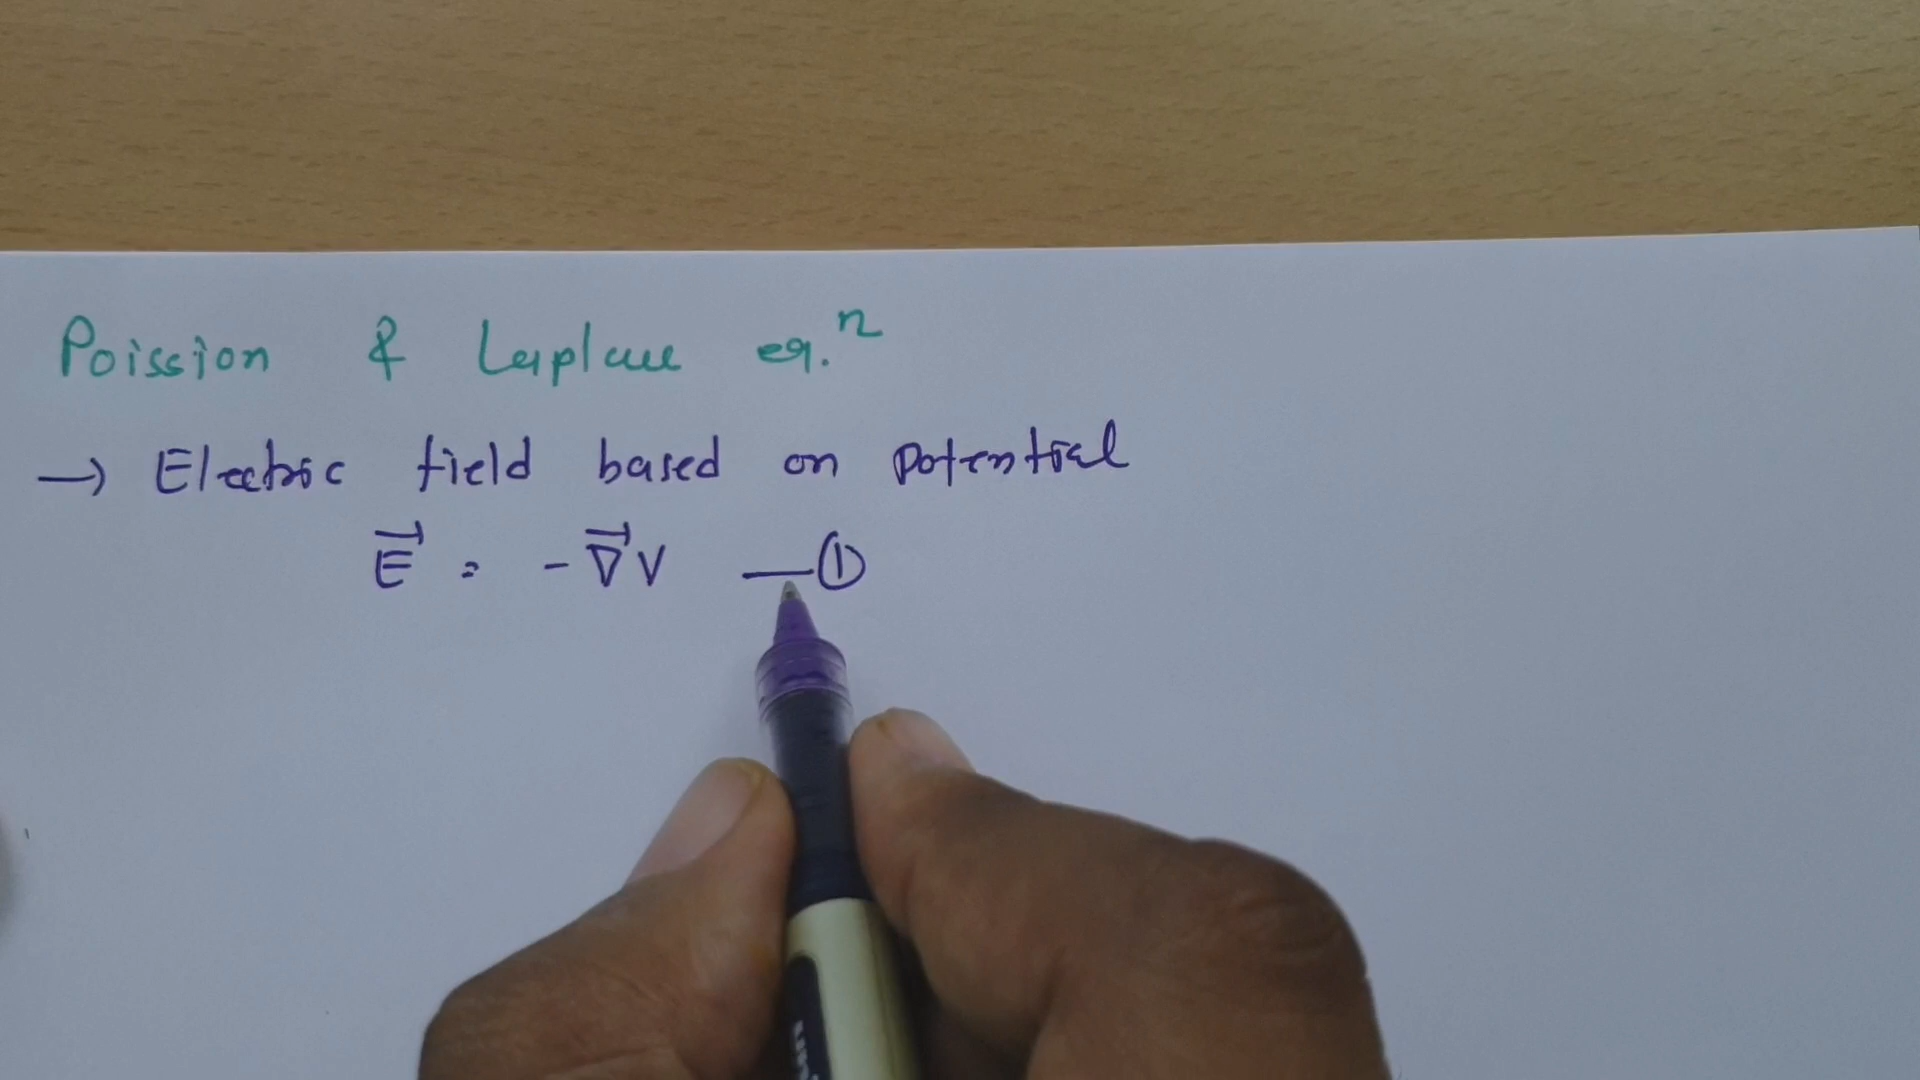 Poission & Laplace eq.ⁿ
→ Electric field based on Potential
E⃗ = - ∇⃗ V —①